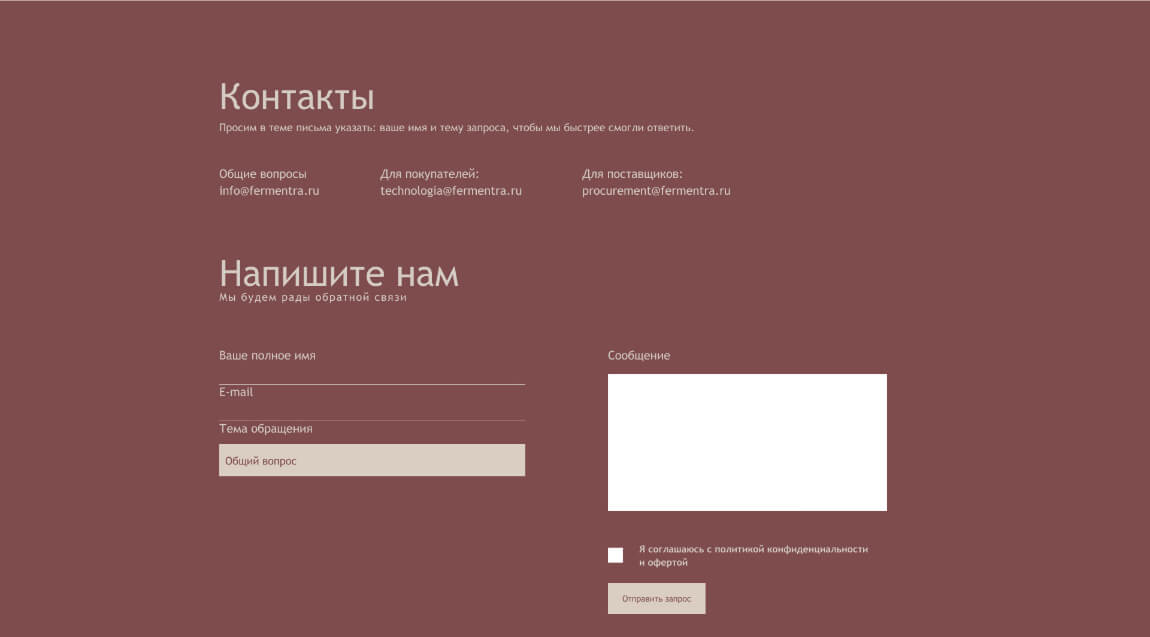 Контакты
Просим в теме письма указать: ваше имя и тему запроса, чтобы мы быстрее смогли ответить.
Общие вопросы
info@fermentra.ru
Для покупателей:
technologia@fermentra.ru
Для поставщиков:
procurement@fermentra.ru
Напишите нам
Мы будем рады обратной связи
Ваше полное имя
E-mail
Тема обращения
Общий вопрос
Сообщение
Я соглашаюсь с политикой конфиденциальности
и офертой
Отправить запрос